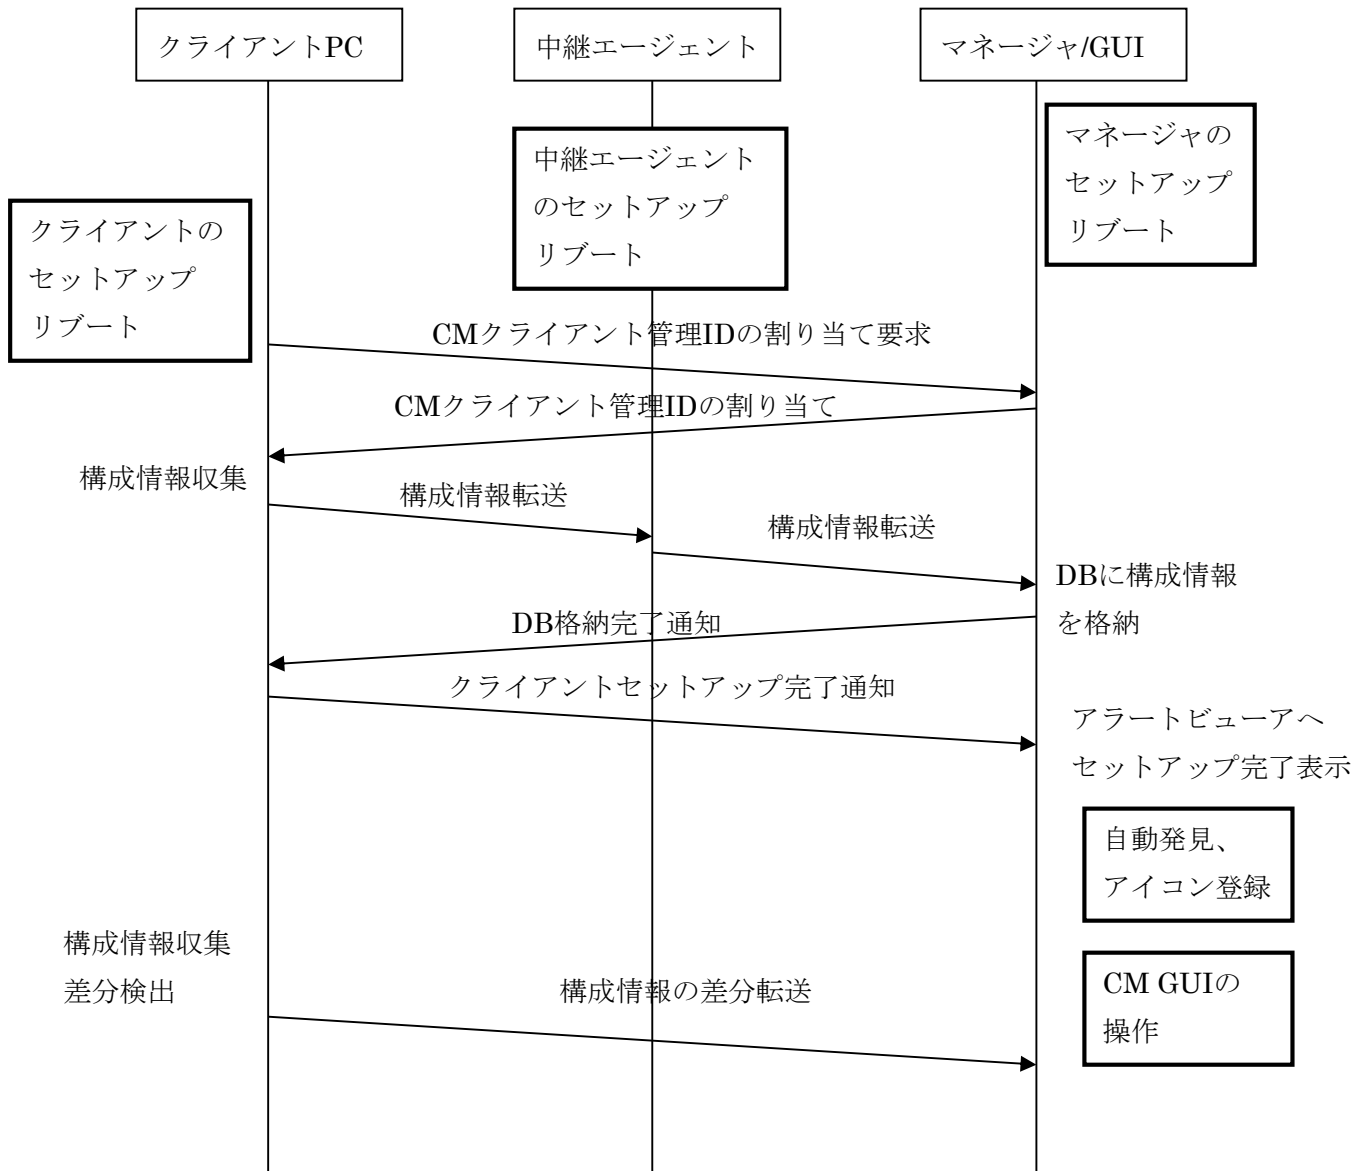 クライアントPC
中継エージェント
マネージャ/GUI
マネージャの
セットアップ
リブート
中継エージェント
のセットアップ
リブート
クライアントの
セットアップ
リブート
CMクライアント管理IDの割り当て要求
CMクライアント管理IDの割り当て
構成情報収集
構成情報転送
構成情報転送
DBに構成情報
を格納
DB格納完了通知
クライアントセットアップ完了通知
アラートビューアへ
セットアップ完了表示
自動発見、
アイコン登録
構成情報収集
差分検出
構成情報の差分転送
CM GUIの
操作